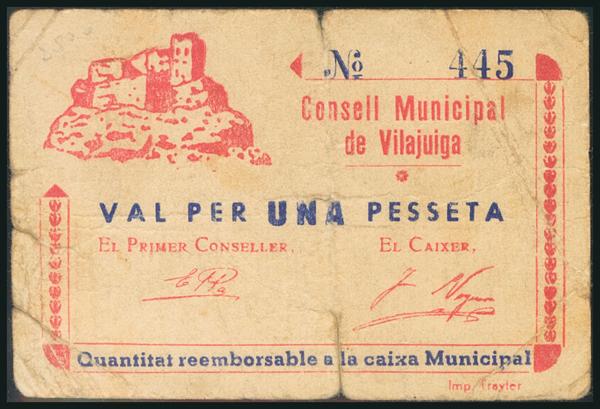 Nº 445
Consell Municipal
de Vilajuiga
VAL PER UNA PESSETA
EL PRIMER CONSELLER, EL CAIXER,
Quantitat reemborsable a la caixa Municipal
Imp. Trayter